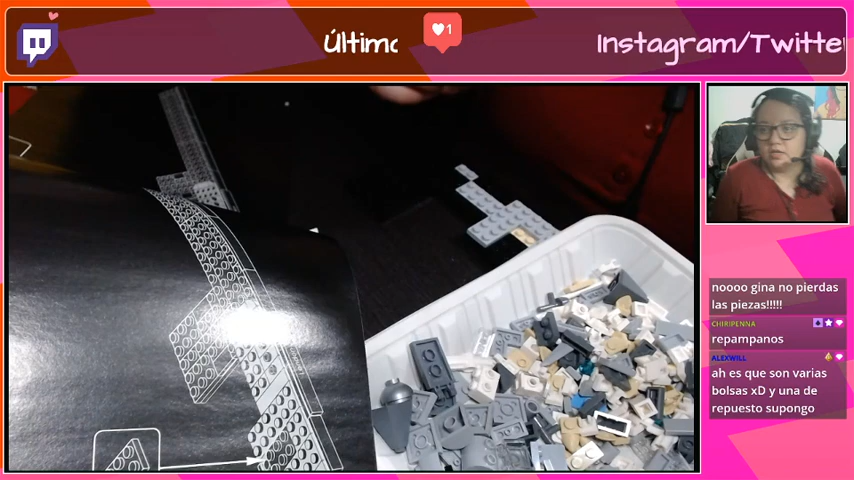 Último
1
Instagram/Twitte
noooo gina no pierdas
las piezas!!!!!
CHIRIPENNA
repampanos
ALEXWILL
ah es que son varias
bolsas xD y una de
repuesto supongo